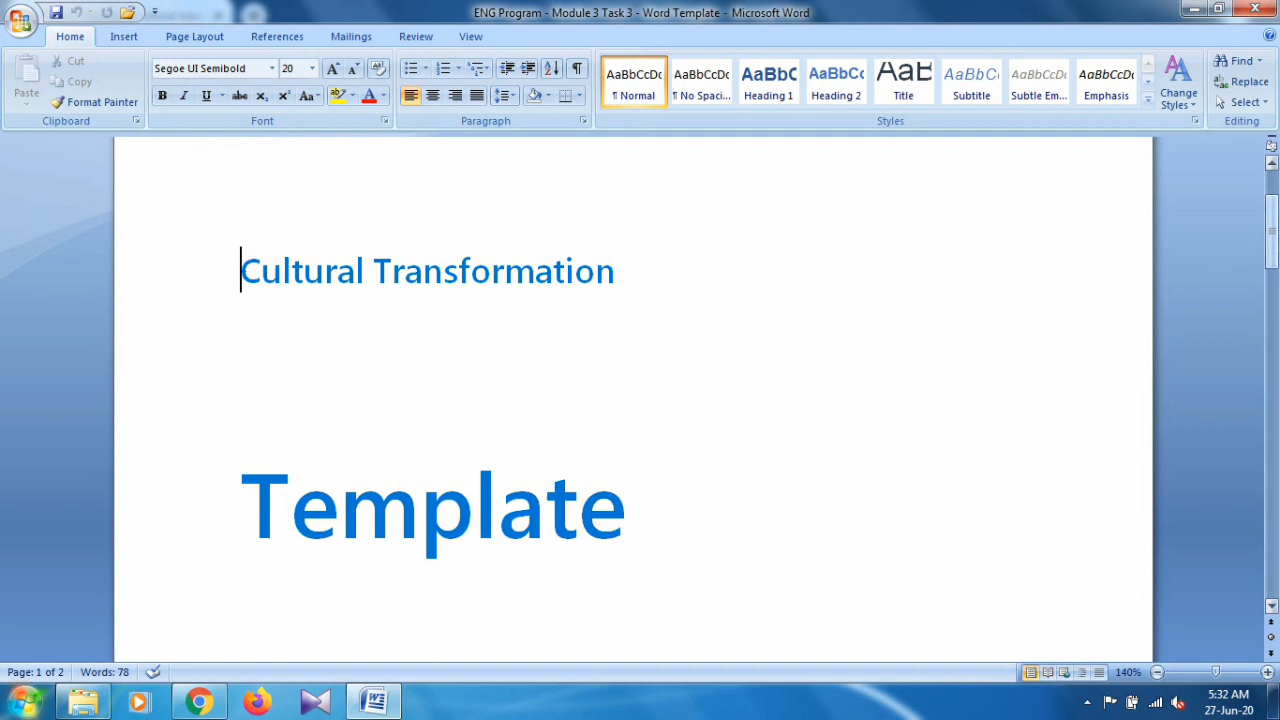 ENG Program - Module 3 Task 3 - Word Template - Microsoft Word
Home Insert Page Layout References Mailings Review View
Cut
Copy
Paste
Format Painter
Clipboard
Segoe UI Semibold 20
Font
Paragraph
AaBbCcDc AaBbCcDc AaBbC AaBbCc AaB AaBbCc AaBbCcDc AaBbCcDc
¶ Normal ¶ No Spaci... Heading 1 Heading 2 Title Subtitle Subtle Em... Emphasis
Change Styles
Styles
Find
Replace
Select
Editing
Cultural Transformation
Template
Page: 1 of 2 Words: 78
140%
5:32 AM
27-Jun-20